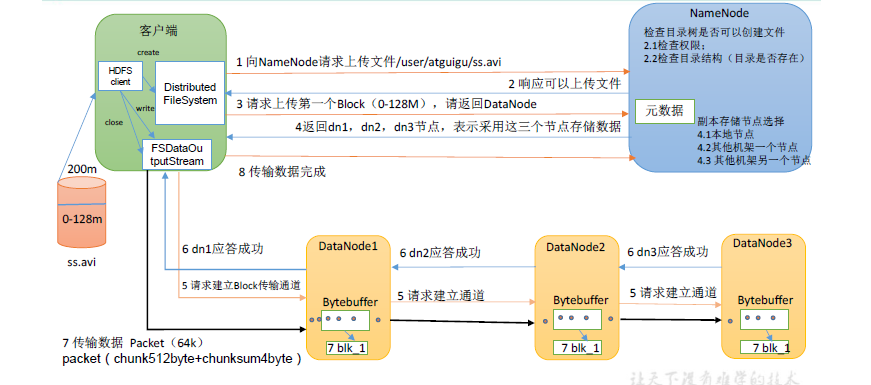 客户端
create
HDFS
client
Distributed
FileSystem
write
close
FSDataOu
tputStream
200m
0-128m
ss.avi
1 向NameNode请求上传文件/user/atguigu/ss.avi
2 响应可以上传文件
3 请求上传第一个Block（0-128M），请返回DataNode
4返回dn1，dn2，dn3节点，表示采用这三个节点存储数据
8 传输数据完成
NameNode
检查目录树是否可以创建文件
2.1检查权限；
2.2检查目录结构（目录是否存在）
元数据
副本存储节点选择
4.1本地节点
4.2其他机架一个节点
4.3 其他机架另一个节点
6 dn1应答成功
5 请求建立Block传输通道
DataNode1
Bytebuffer
7 blk_1
6 dn2应答成功
5 请求建立通道
DataNode2
Bytebuffer
7 blk_1
6 dn3应答成功
5 请求建立通道
DataNode3
Bytebuffer
7 blk_1
7 传输数据 Packet（64k）
packet（chunk512byte+chunksum4byte）
让天下没有难学的技术